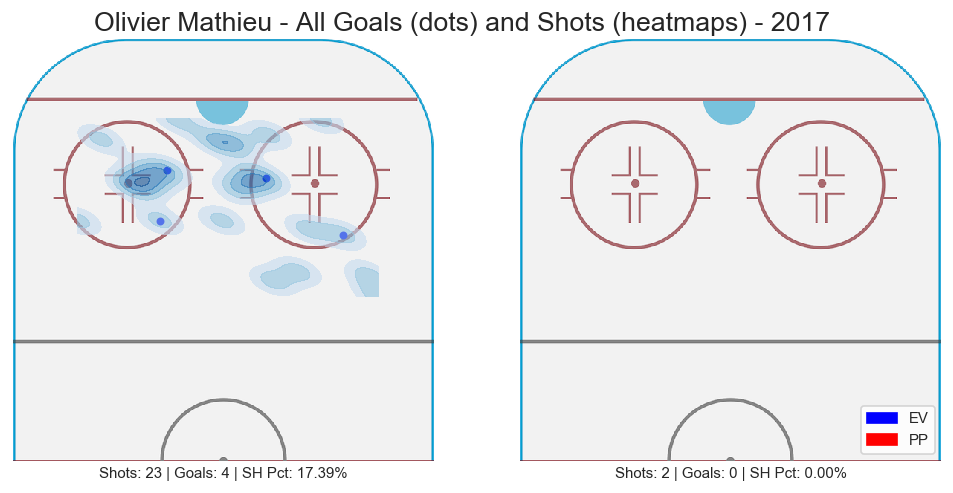 Olivier Mathieu - All Goals (dots) and Shots (heatmaps) - 2017
EV
PP
Shots: 23 | Goals: 4 | SH Pct: 17.39%
Shots: 2 | Goals: 0 | SH Pct: 0.00%